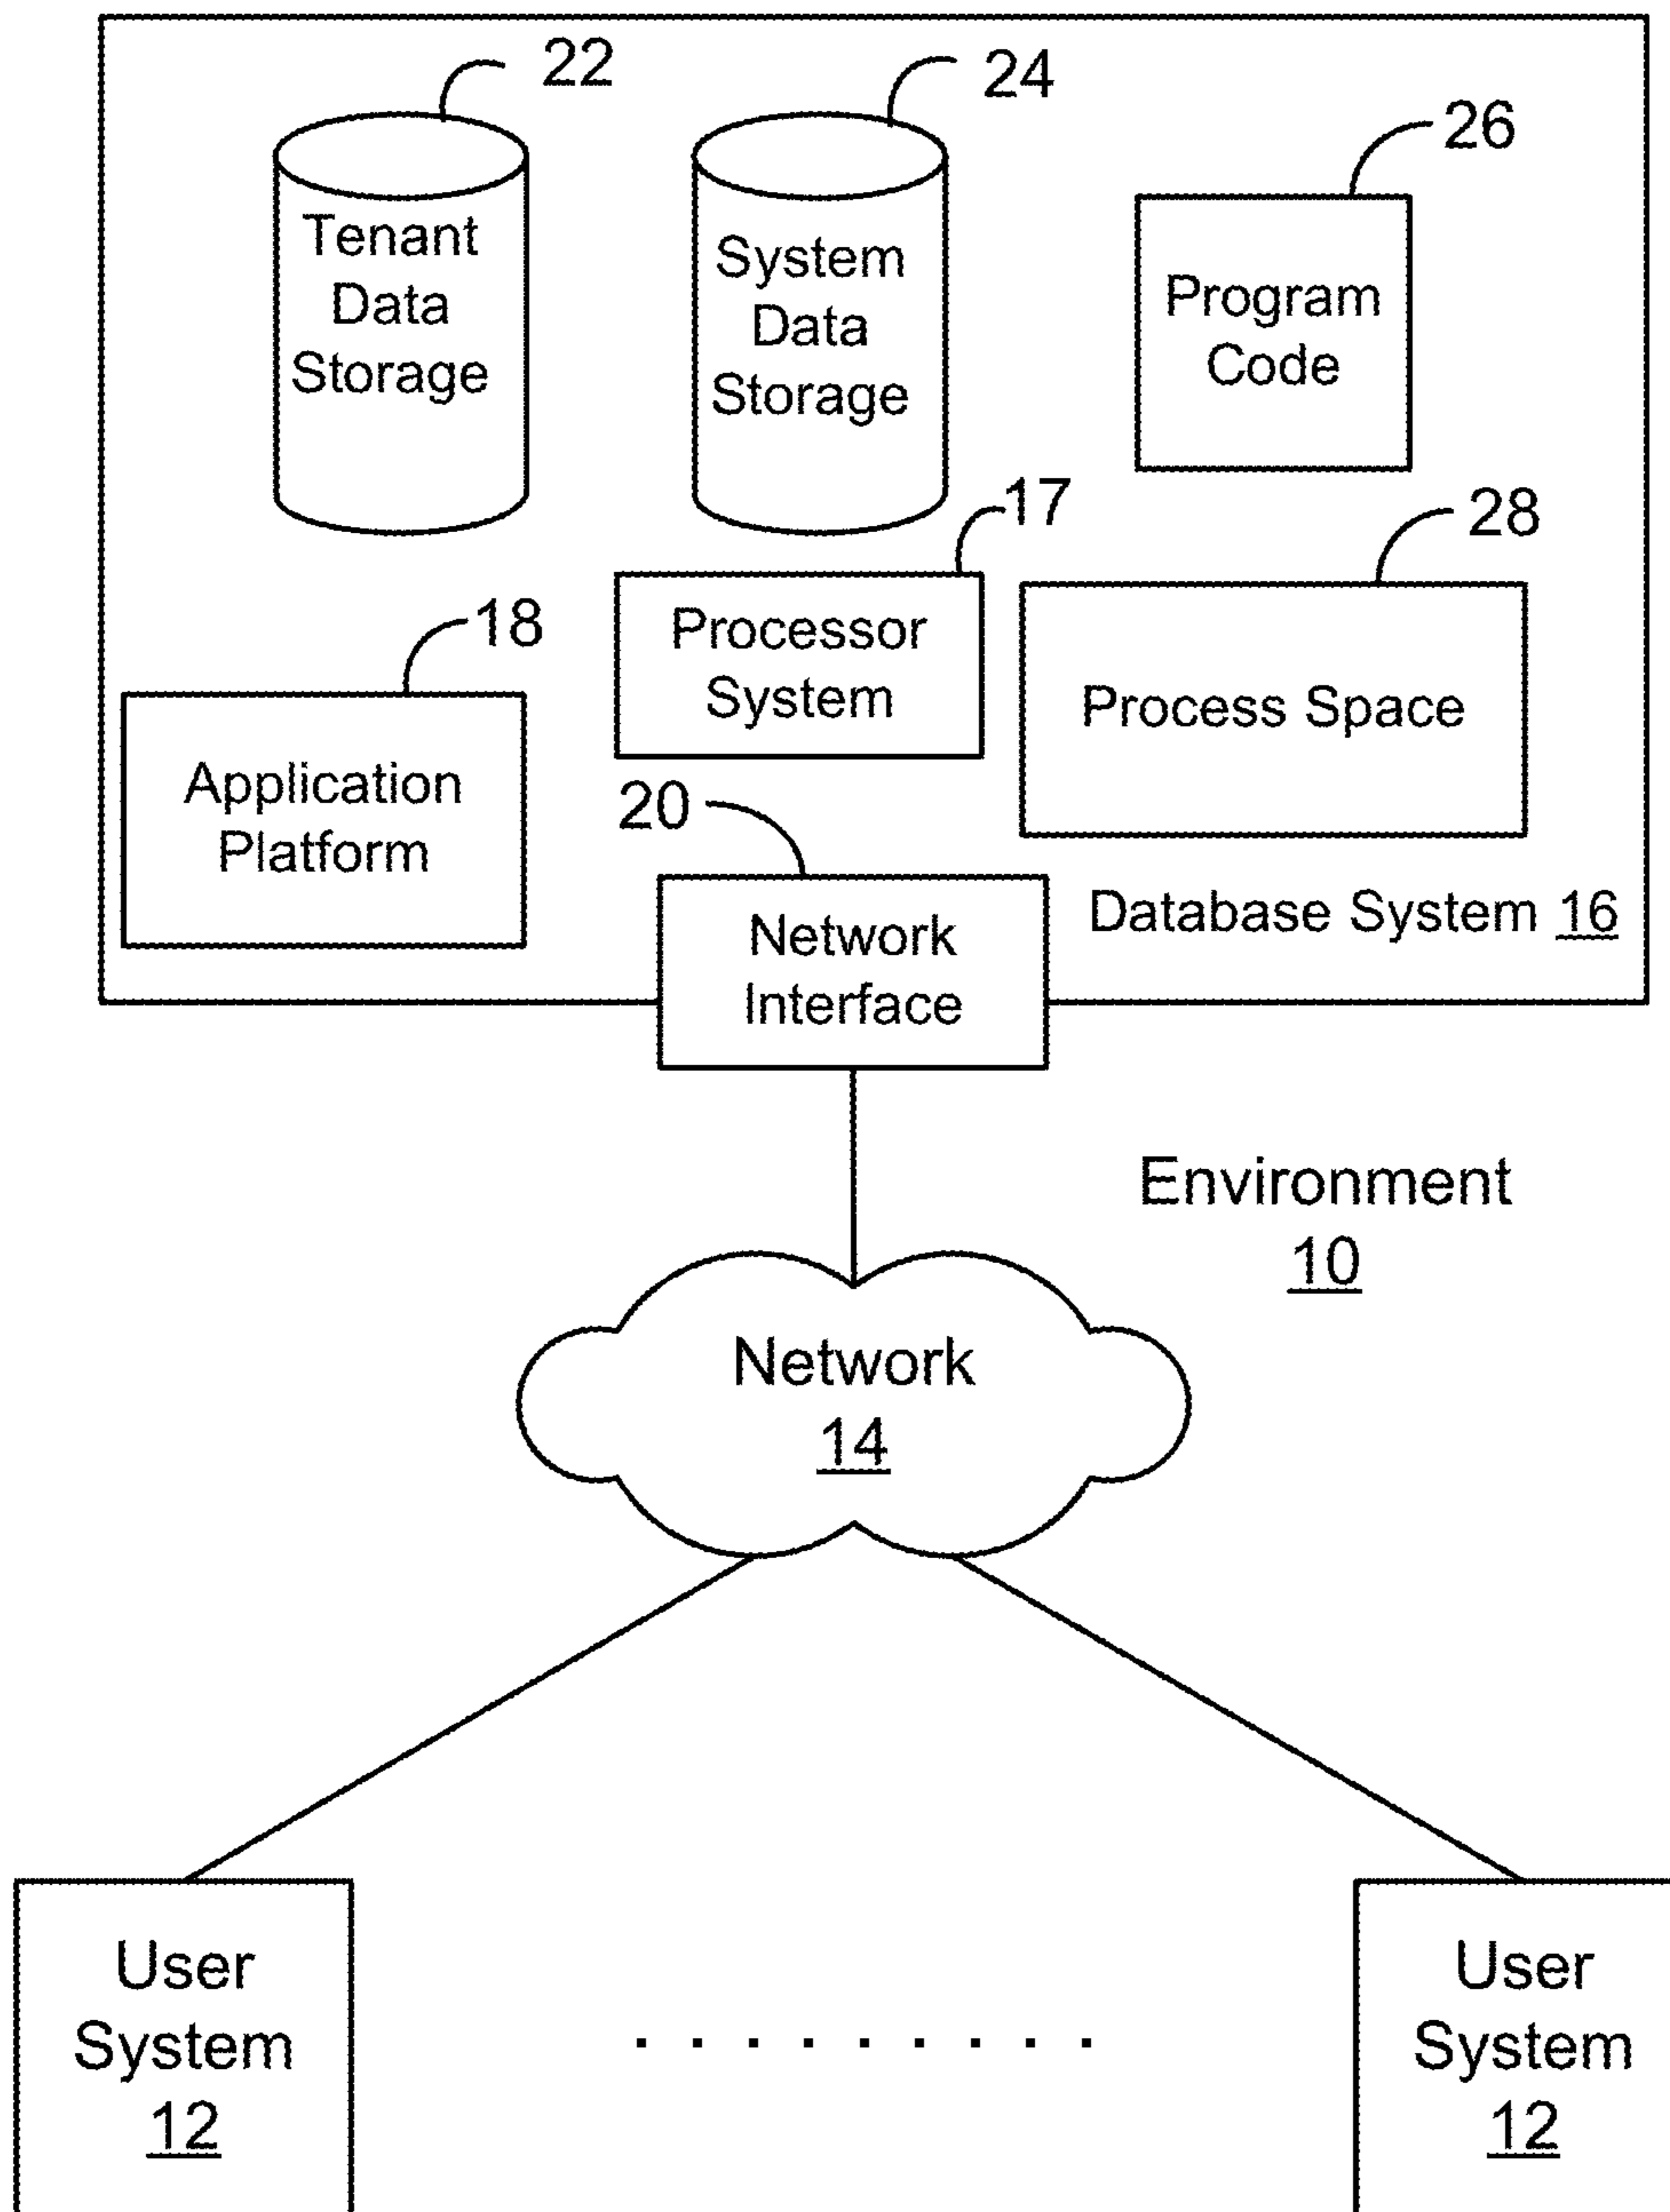 22
24
26
Tenant
Data
Storage
System
Data
Storage
Program
Code
17
28
18
Processor
System
Process Space
Application
Platform
20
Database System 16
Network
Interface
Environment
10
Network
14
User
System
12
. . . . . . . . .
User
System
12